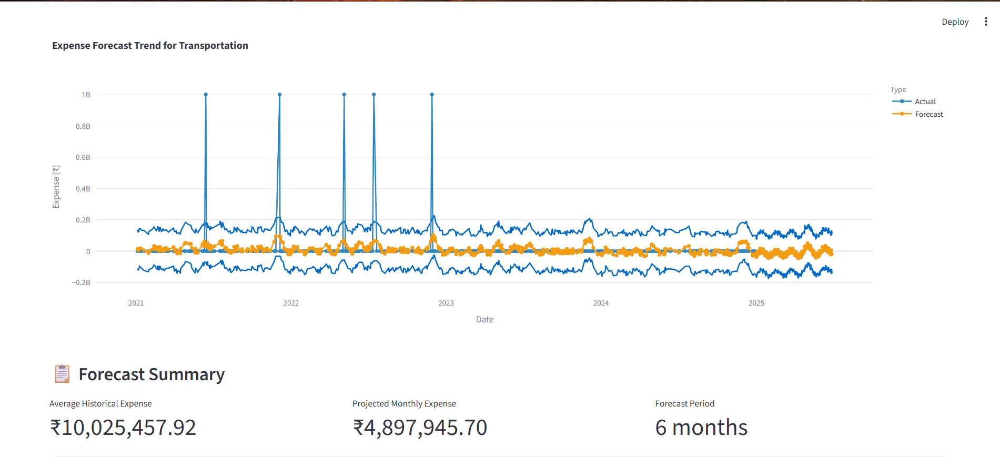 Deploy
Expense Forecast Trend for Transportation
1B
0.8B
0.6B
0.4B
0.2B
0
−0.2B
Expense (₹)
2021 2022 2023 2024 2025
Date
Type
Actual
Forecast
📋 Forecast Summary
Average Historical Expense
₹10,025,457.92
Projected Monthly Expense
₹4,897,945.70
Forecast Period
6 months